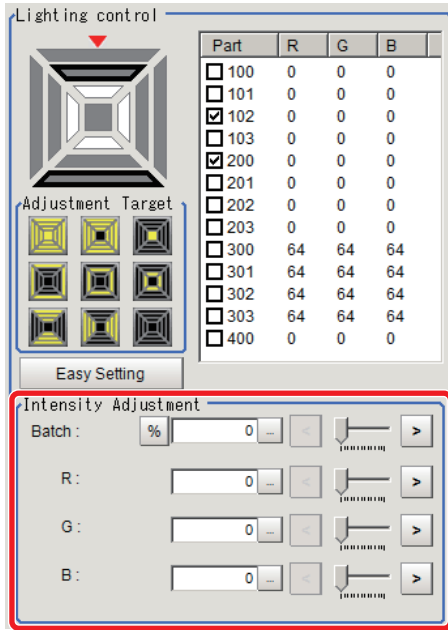 Lighting control
Part R G B
100 0 0 0
101 0 0 0
102 0 0 0
103 0 0 0
200 0 0 0
201 0 0 0
202 0 0 0
203 0 0 0
300 64 64 64
301 64 64 64
302 64 64 64
303 64 64 64
400 0 0 0
Adjustment Target
Easy Setting
Intensity Adjustment
Batch : % 0 ... < >
R : 0 ... < >
G : 0 ... < >
B : 0 ... < >